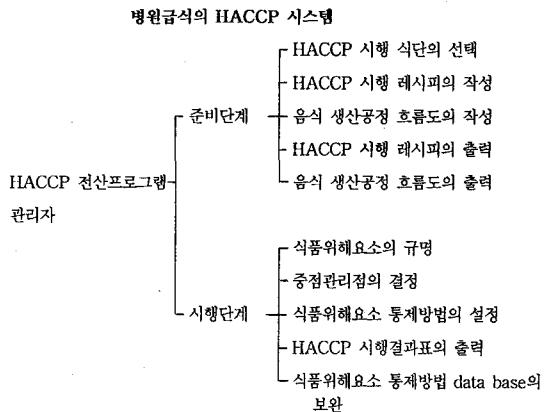 병원급식의 HACCP 시스템
HACCP 시행 식단의 선택
HACCP 시행 레시피의 작성
준비단계
음식 생산공정 흐름도의 작성
HACCP 시행 레시피의 출력
HACCP 전산프로그램
음식 생산공정 흐름도의 출력
관리자
식품위해요소의 규명
중점관리점의 결정
시행단계
식품위해요소 통제방법의 설정
HACCP 시행결과표의 출력
식품위해요소 통제방법 data base의
보완